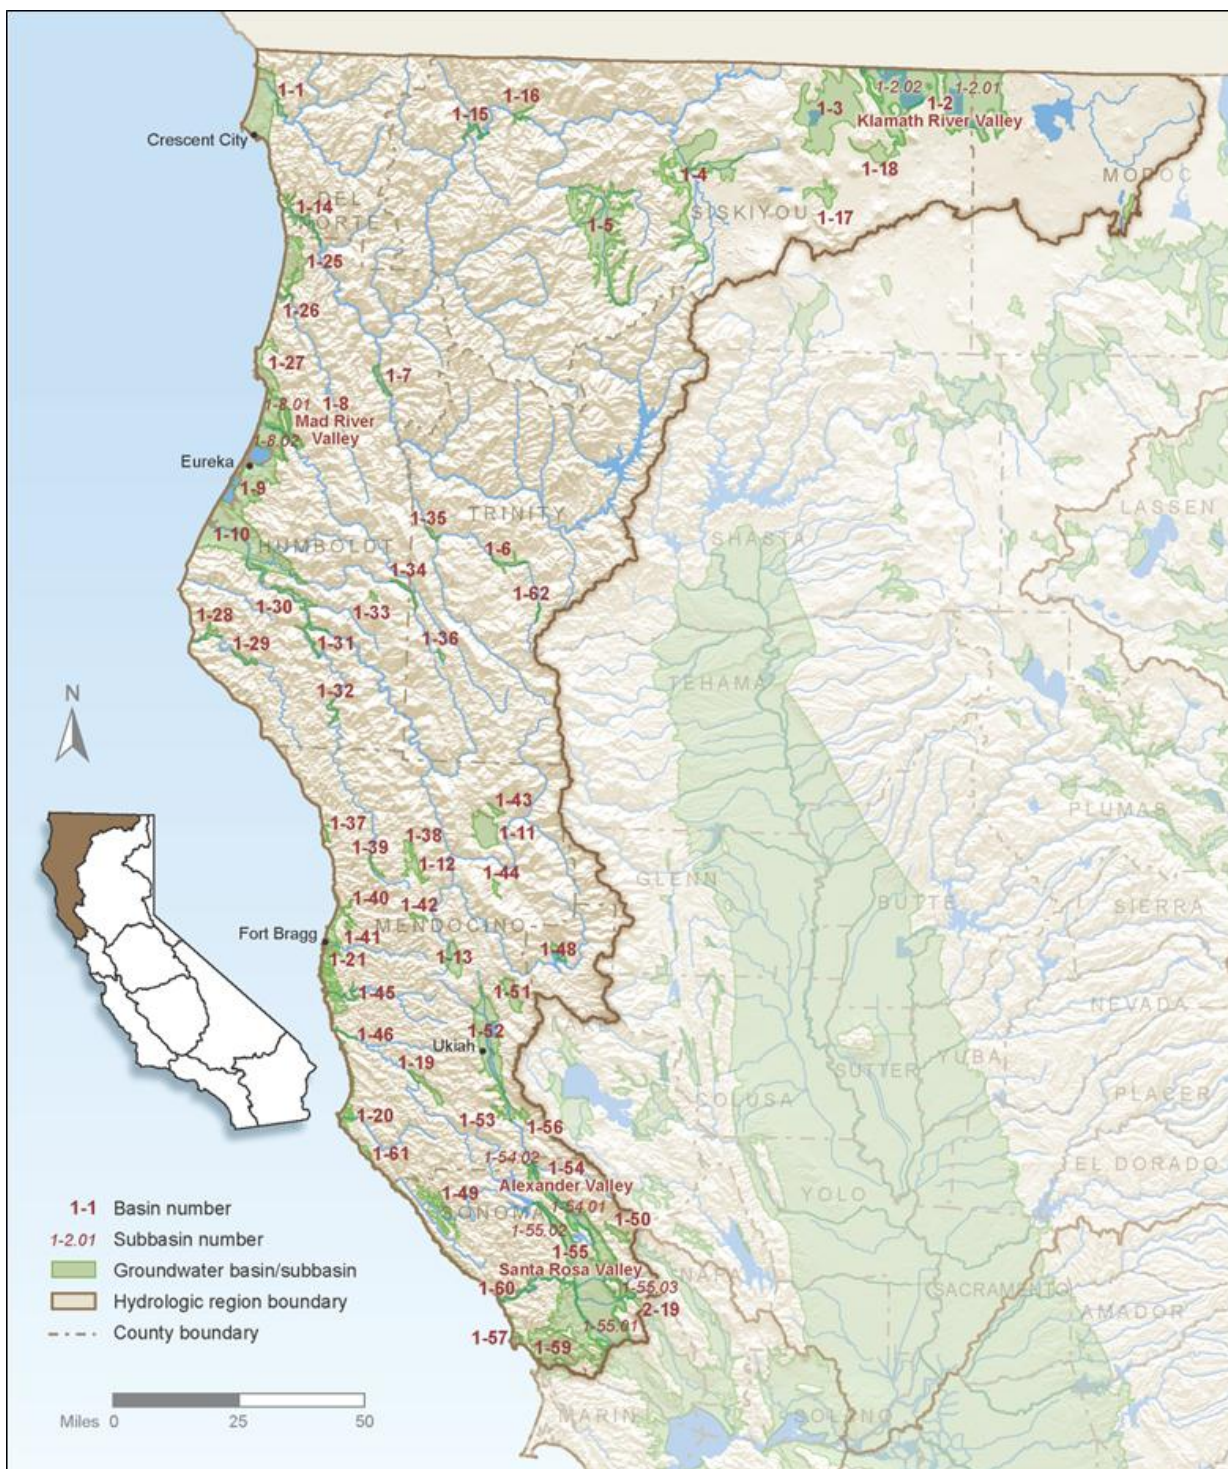 1-1
1-16
1-15
1-2.02
1-2.01
1-3
1-2
Klamath River Valley
Crescent City
1-18
1-4
MODOC
DEL
NORTE
1-14
SISKIYOU
1-17
1-5
1-25
1-26
1-27
1-7
1-8.01
1-8
Mad River
Valley
1-8.02
Eureka
1-9
LASSEN
1-35
TRINITY
1-10
SHASTA
HUMBOLDT
1-6
1-34
1-62
1-30
1-33
1-28
1-29
1-31
1-36
TEHAMA
1-32
N
1-43
PLUMAS
1-37
1-38
1-11
1-39
1-12
1-44
GLENN
1-40
1-42
BUTTE
SIERRA
MENDOCINO
Fort Bragg
1-41
1-48
1-21
1-13
1-45
1-51
NEVADA
1-46
1-52
Ukiah
YUBA
1-19
SUTTER
COLUSA
PLACER
1-20
1-53
1-56
1-61
1-54.02
1-54
EL DORADO
Alexander Valley
1-49
YOLO
1-1 Basin number
SONOMA
1-54.01
1-50
1-55.02
1-2.01 Subbasin number
1-55
Santa Rosa Valley
Groundwater basin/subbasin
NAPA
1-60
1-55.03
SACRAMENTO
Hydrologic region boundary
2-19
AMADOR
1-55.01
County boundary
1-57
1-59
Miles 0 25 50
MARIN
SOLANO